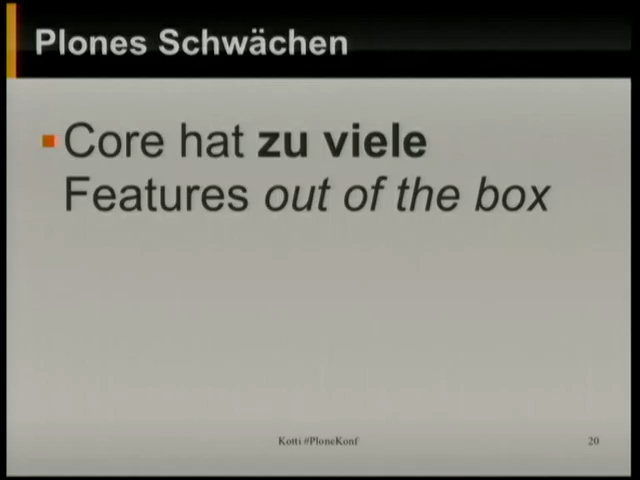 Plones Schwächen
Core hat zu viele
Features out of the box
Kotti #PloneKonf
20